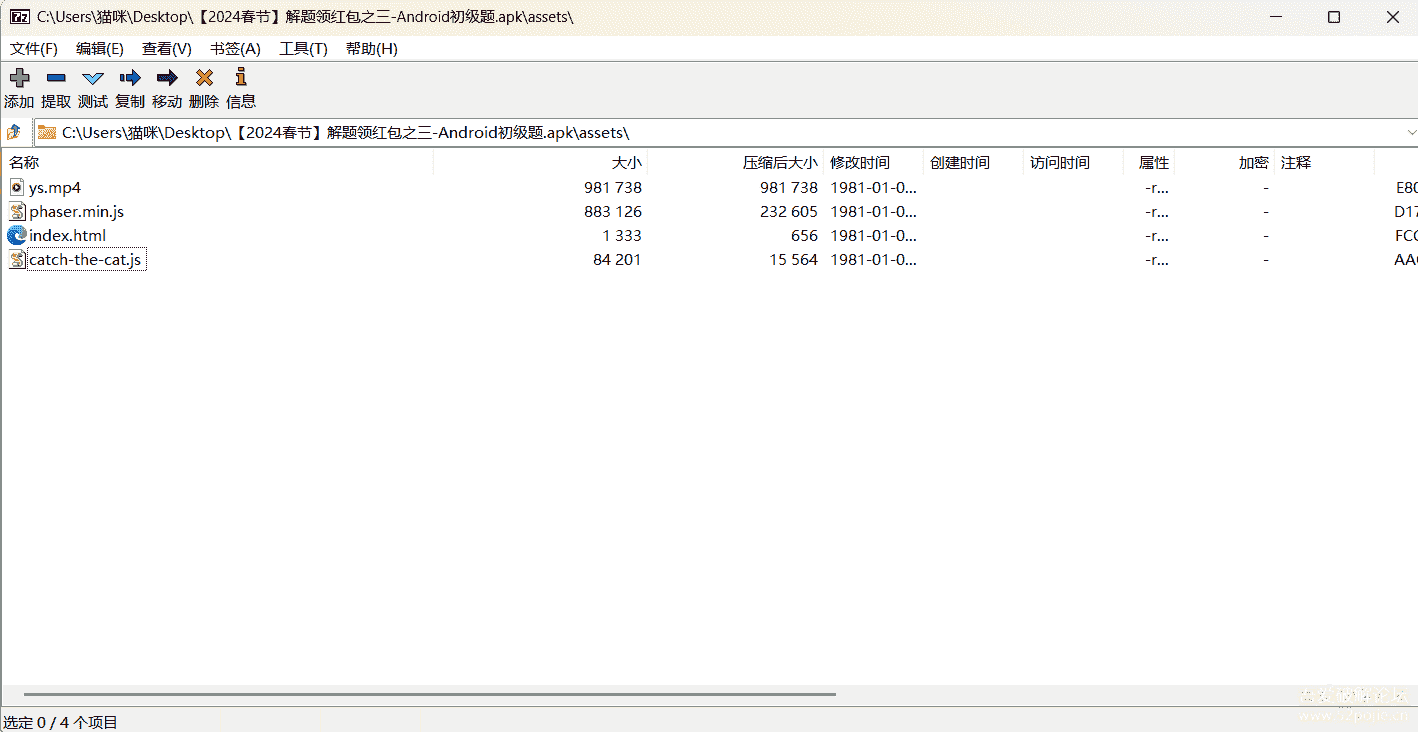 C:\Users\猫咪\Desktop\【2024春节】解题领红包之三-Android初级题.apk\assets\
文件(F) 编辑(E) 查看(V) 书签(A) 工具(T) 帮助(H)
添加 提取 测试 复制 移动 删除 信息
C:\Users\猫咪\Desktop\【2024春节】解题领红包之三-Android初级题.apk\assets\
名称 大小 压缩后大小 修改时间 创建时间 访问时间 属性 加密 注释
ys.mp4 981 738 981 738 1981-01-0... -r... - E80
phaser.min.js 883 126 232 605 1981-01-0... -r... - D17
index.html 1 333 656 1981-01-0... -r... -
catch-the-cat.js 84 201 15 564 1981-01-0... -r... -
选定 0 / 4 个项目